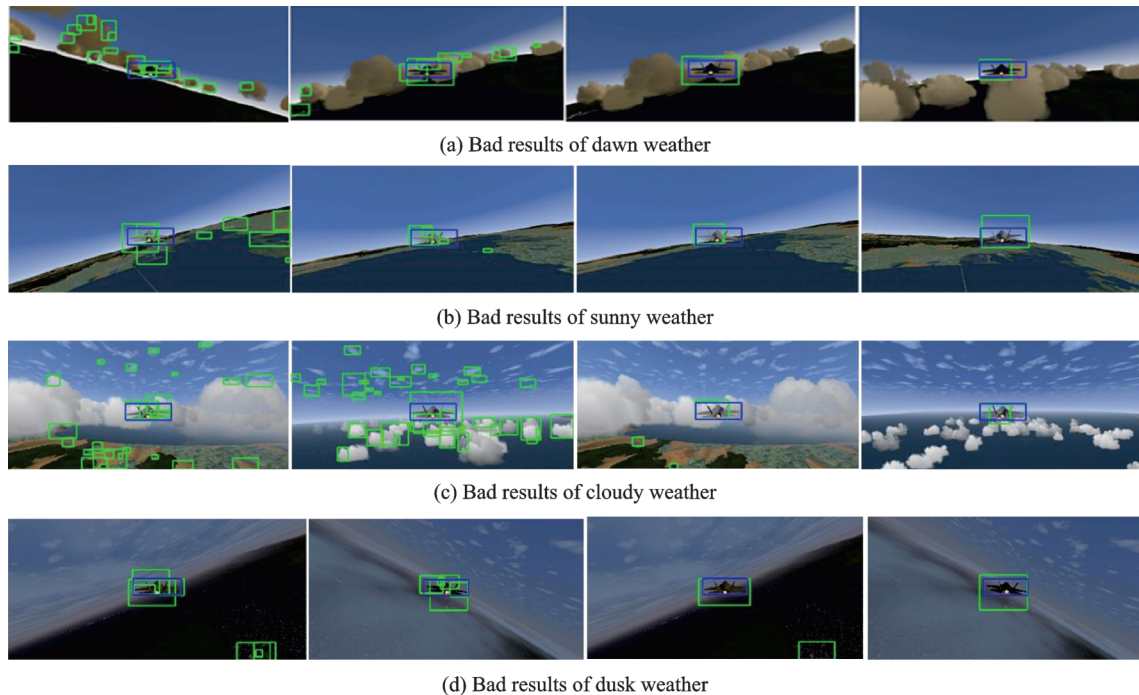 (a) Bad results of dawn weather
(b) Bad results of sunny weather
(c) Bad results of cloudy weather
(d) Bad results of dusk weather